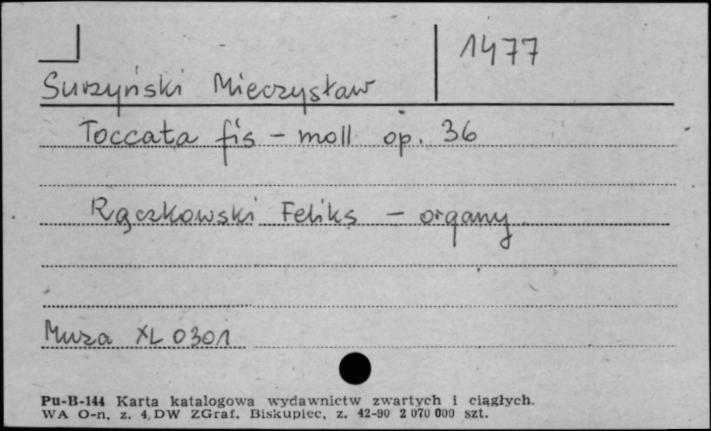 1477
Surzyński Mieczysław
Toccata fis-moll op. 36
Rączkowski Feliks - organy
Muza XL 0301
Pu-B-144 Karta katalogowa wydawnictw zwartych i ciągłych.
WA O-n, z. 4, DW ZGraf. Biskupiec, z. 42-90 2 070 000 szt.